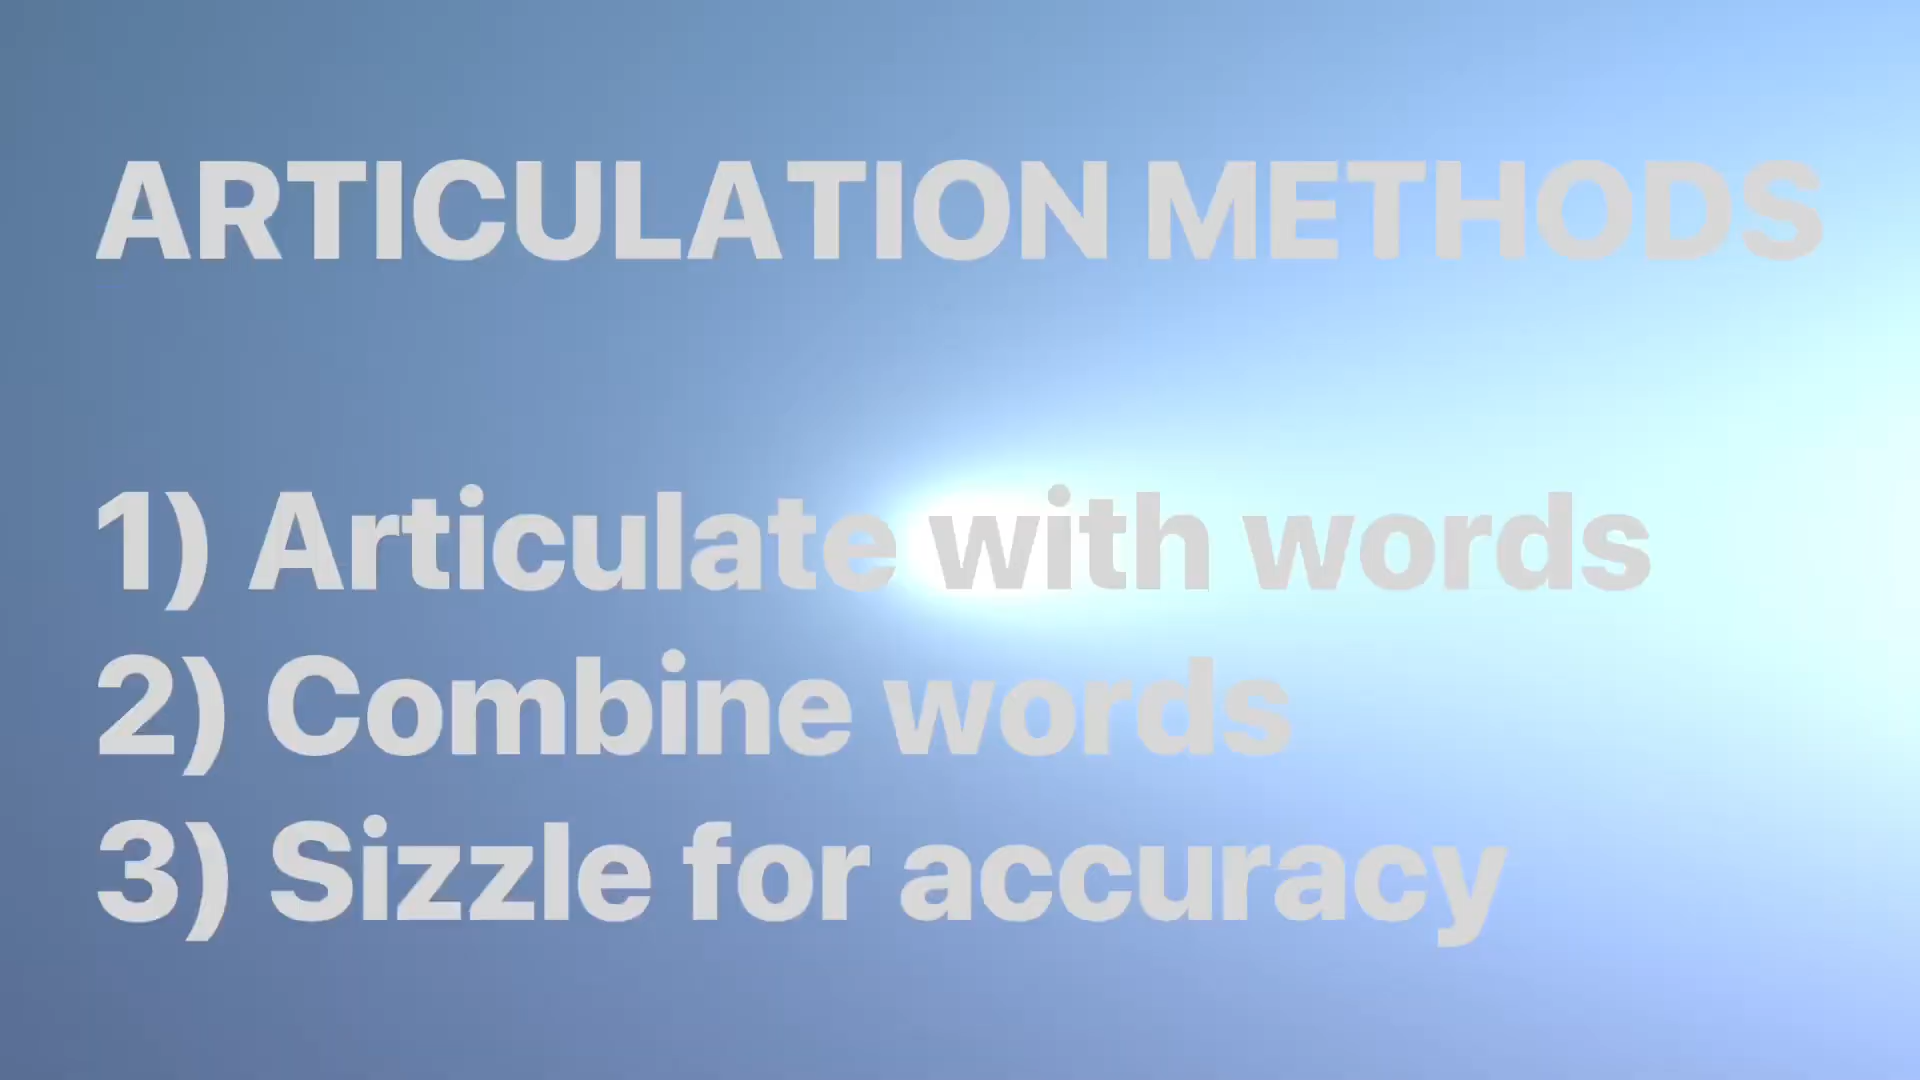 ARTICULATION METHODS
1) Articulate with words
2) Combine words
3) Sizzle for accuracy